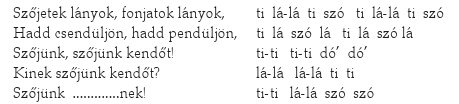 Szőjetek lányok, fonjatok lányok, ti lá-lá ti szó ti lá-lá ti szó
Hadd csendüljön, hadd pendüljön, ti lá szó lá ti lá szó lá
Szőjünk, szőjünk kendőt! ti-ti ti-ti dó’ dó’
Kinek szőjünk kendőt? lá-lá lá-lá ti ti
Szőjünk .............nek! ti-ti lá-lá szó szó